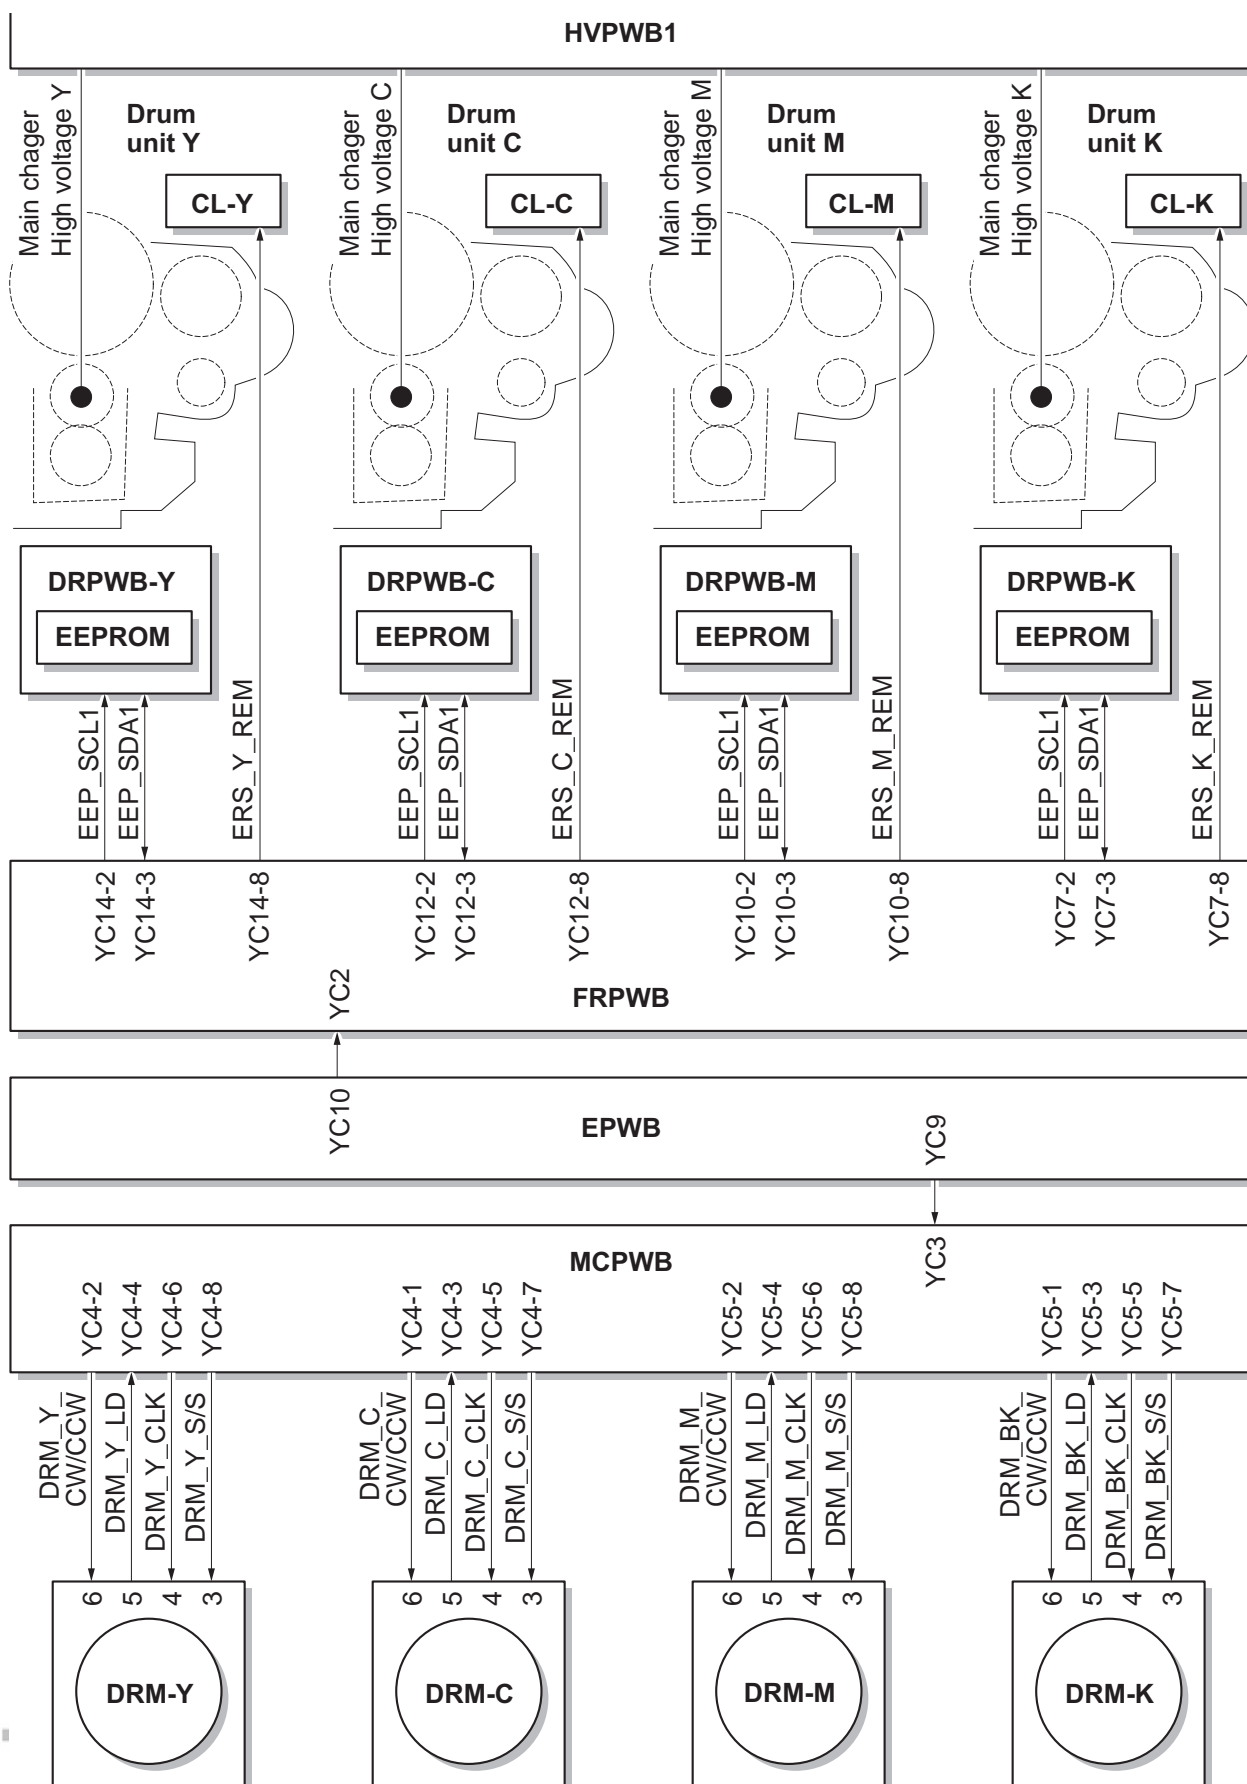 HVPWB1
Main chager
High voltage Y
Drum
unit Y
CL-Y
Main chager
High voltage C
Drum
unit C
CL-C
Main chager
High voltage M
Drum
unit M
CL-M
Main chager
High voltage K
Drum
unit K
CL-K
DRPWB-Y
EEPROM
DRPWB-C
EEPROM
DRPWB-M
EEPROM
DRPWB-K
EEPROM
EEP_SCL1
EEP_SDA1
ERS_Y_REM
EEP_SCL1
EEP_SDA1
ERS_C_REM
EEP_SCL1
EEP_SDA1
ERS_M_REM
EEP_SCL1
EEP_SDA1
ERS_K_REM
YC14-2
YC14-3
YC14-8
YC12-2
YC12-3
YC12-8
YC10-2
YC10-3
YC10-8
YC7-2
YC7-3
YC7-8
YC2
FRPWB
YC10
EPWB
YC9
MCPWB
YC3
YC4-2
YC4-4
YC4-6
YC4-8
YC4-1
YC4-3
YC4-5
YC4-7
YC5-2
YC5-4
YC5-6
YC5-8
YC5-1
YC5-3
YC5-5
YC5-7
DRM_Y_
CW/CCW
DRM_Y_LD
DRM_Y_CLK
DRM_Y_S/S
DRM_C_
CW/CCW
DRM_C_LD
DRM_C_CLK
DRM_C_S/S
DRM_M_
CW/CCW
DRM_M_LD
DRM_M_CLK
DRM_M_S/S
DRM_BK_
CW/CCW
DRM_BK_LD
DRM_BK_CLK
DRM_BK_S/S
6
5
4
3
6
5
4
3
6
5
4
3
6
5
4
3
DRM-Y
DRM-C
DRM-M
DRM-K